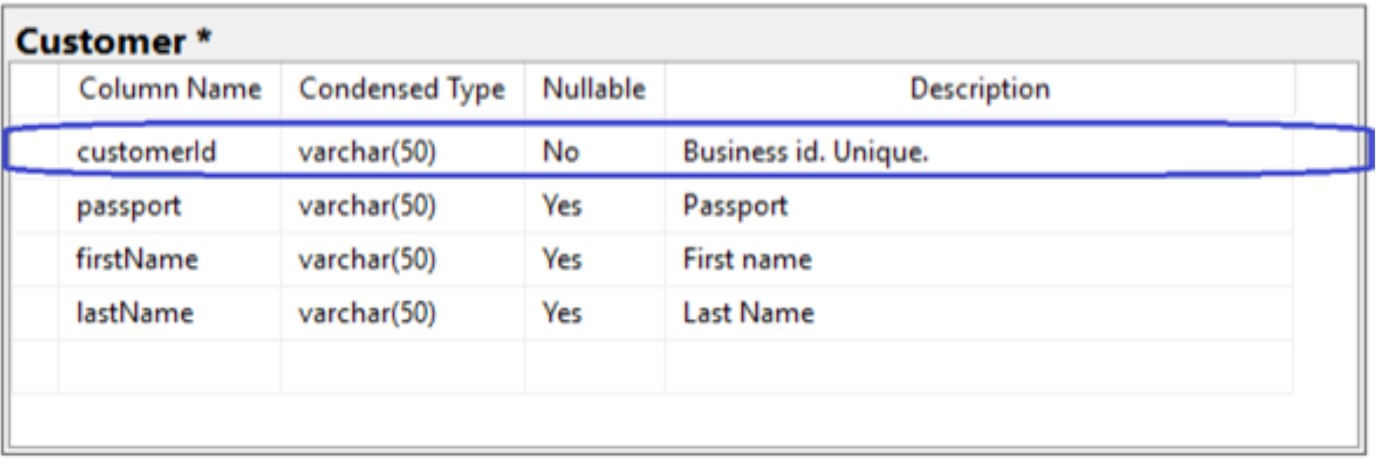 Customer *
Column Name Condensed Type Nullable Description
customerId varchar(50) No Business id. Unique.
passport varchar(50) Yes Passport
firstName varchar(50) Yes First name
lastName varchar(50) Yes Last Name